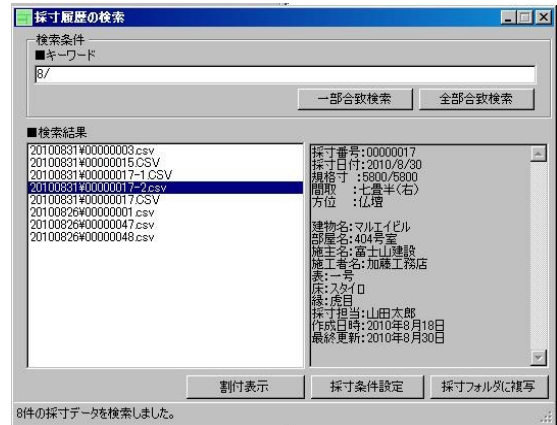 採寸履歴の検索
検索条件
■キーワード
8/
一部合致検索
全部合致検索
■検索結果
20100831¥00000003.csv
20100831¥00000015.CSV
20100831¥00000017-1.CSV
20100831¥00000017-2.csv
20100831¥00000017.CSV
20100826¥00000001.csv
20100826¥00000047.csv
20100826¥00000048.csv
採寸番号:00000017
採寸日付:2010/8/30
規格寸 :5800/5800
間取 :七畳半(右)
方位 :仏壇
建物名:マルエイビル
部屋名:404号室
施主名:富士山建設
施工者名:加藤工務店
表:一号
床:スタイロ
縁:虎目
採寸担当:山田太郎
作成日時:2010年8月18日
最終更新:2010年8月30日
割付表示
採寸条件設定
採寸フォルダに複写
8件の採寸データを検索しました。